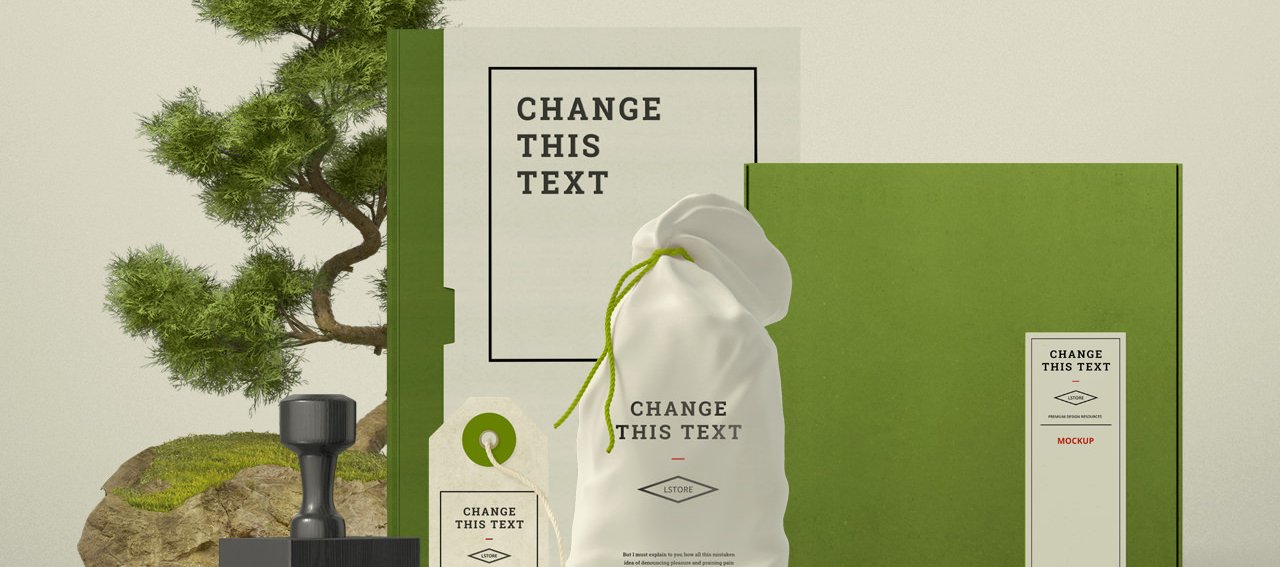 CHANGE
THIS
TEXT
CHANGE
THIS TEXT
LSTORE
CHANGE
THIS TEXT
LSTORE
But I must explain to you how all this mistaken
idea of denouncing pleasure and praising pain
CHANGE
THIS TEXT
LSTORE
PREMIUM DESIGN RESOURCES
MOCKUP